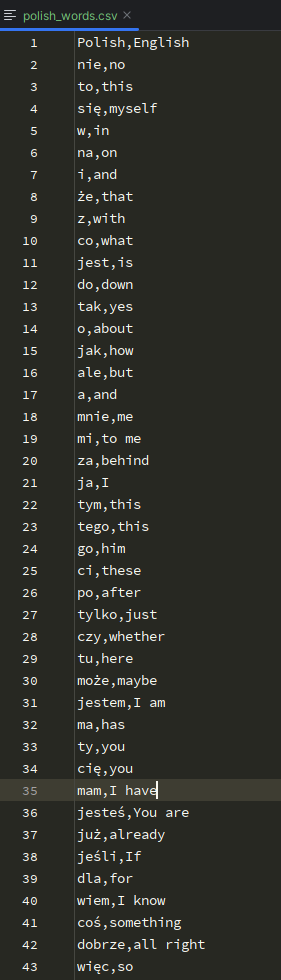 polish_words.csv
1 Polish,English
2 nie,no
3 to,this
4 się,myself
5 w,in
6 na,on
7 i,and
8 że,that
9 z,with
10 co,what
11 jest,is
12 do,down
13 tak,yes
14 o,about
15 jak,how
16 ale,but
17 a,and
18 mnie,me
19 mi,to me
20 za,behind
21 ja,I
22 tym,this
23 tego,this
24 go,him
25 ci,these
26 po,after
27 tylko,just
28 czy,whether
29 tu,here
30 może,maybe
31 jestem,I am
32 ma,has
33 ty,you
34 cię,you
35 mam,I have
36 jesteś,You are
37 już,already
38 jeśli,If
39 dla,for
40 wiem,I know
41 coś,something
42 dobrze,all right
43 więc,so